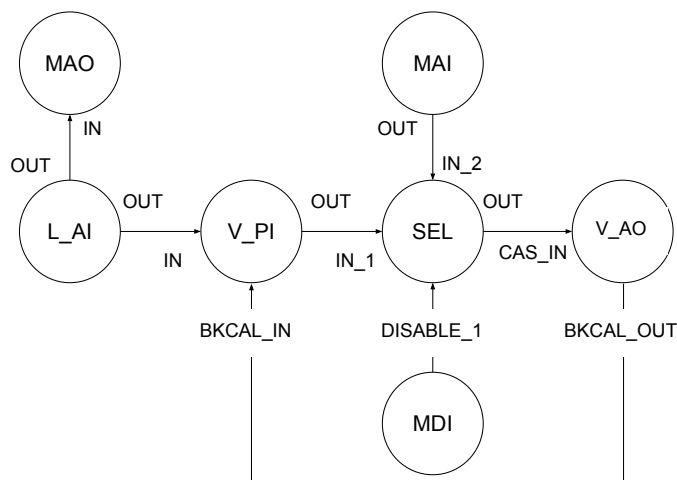 MAO
MAI
IN
OUT
OUT
IN_2
OUT
OUT
OUT
L_AI
V_PI
SEL
V_AO
IN
IN_1
CAS_IN
BKCAL_IN
DISABLE_1
BKCAL_OUT
MDI